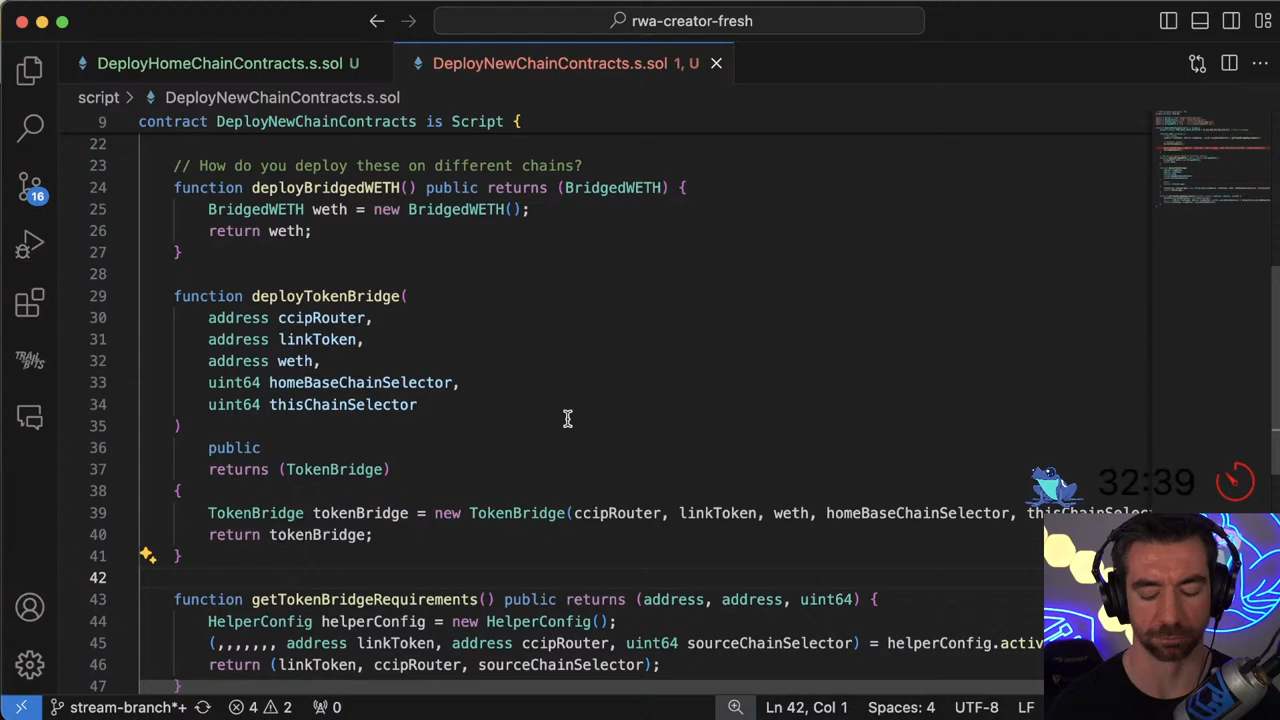 rwa-creator-fresh
DeployHomeChainContracts.s.sol U
DeployNewChainContracts.s.sol 1, U
script > DeployNewChainContracts.s.sol
9 contract DeployNewChainContracts is Script {
22
23 // How do you deploy these on different chains?
24 function deployBridgedWETH() public returns (BridgedWETH) {
25 BridgedWETH weth = new BridgedWETH();
26 return weth;
27 }
28
29 function deployTokenBridge(
30 address ccipRouter,
31 address linkToken,
32 address weth,
33 uint64 homeBaseChainSelector,
34 uint64 thisChainSelector
35 )
36 public
37 returns (TokenBridge)
38 {
39 TokenBridge tokenBridge = new TokenBridge(ccipRouter, linkToken, weth, homeBaseChainSelector, thisChainSelec
40 return tokenBridge;
41 }
42
43 function getTokenBridgeRequirements() public returns (address, address, uint64) {
44 HelperConfig helperConfig = new HelperConfig();
45 (,,,,,,, address linkToken, address ccipRouter, uint64 sourceChainSelector) = helperConfig.activ
46 return (linkToken, ccipRouter, sourceChainSelector);
47 }
16
TRAIL BITS
32:39
stream-branch*+ 4 2 0 Ln 42, Col 1 Spaces: 4 UTF-8 LF